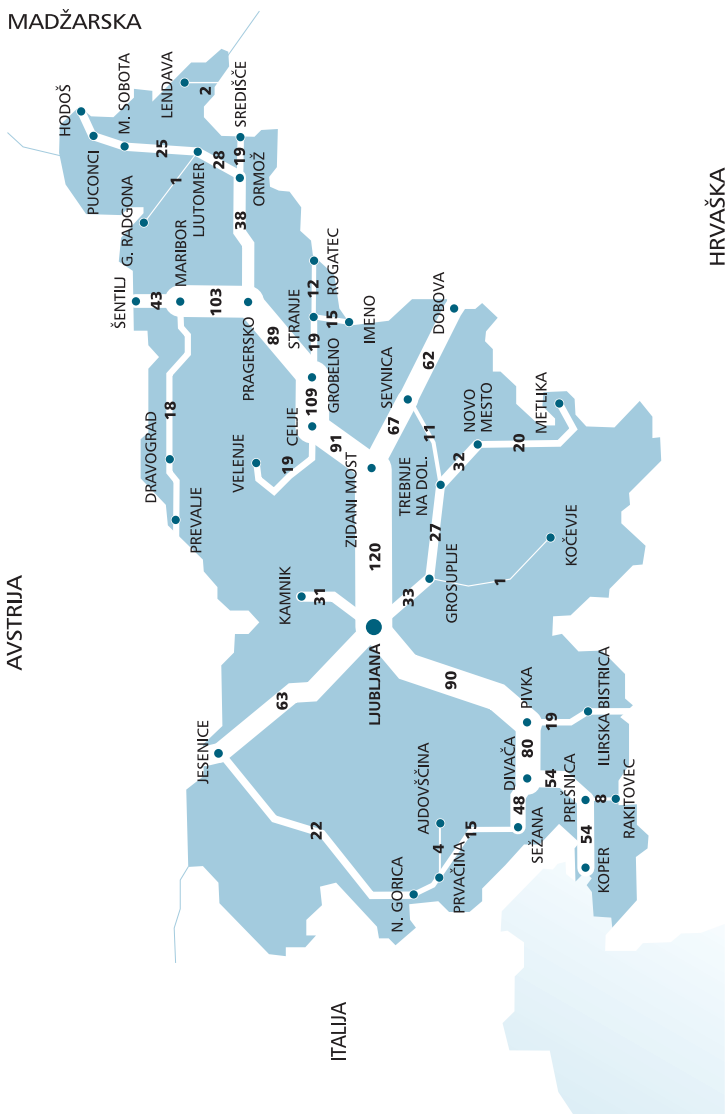 MADŽARSKA
AVSTRIJA
ITALIJA
HRVAŠKA
HODOŠ
PUCONCI
M. SOBOTA
25
LENDAVA
2
SREDIŠČE
19
28
ORMOŽ
LJUTOMER
1
G. RADGONA
38
ŠENTILJ
43
MARIBOR
103
PRAGERSKO
89
DRAVOGRAD
18
PREVALJE
VELENJE
19
CELJE
109
GROBELNO
19
STRANJE
12
ROGATEC
15
IMENO
91
ZIDANI MOST
67
SEVNICA
62
DOBOVA
11
TREBNJE
NA DOL.
32
NOVO
MESTO
20
METLIKA
27
120
KAMNIK
31
33
GROSUPLJE
1
KOČEVJE
LJUBLJANA
63
JESENICE
90
22
PIVKA
19
ILIRSKA BISTRICA
80
DIVAČA
54
PREŠNICA
8
RAKITOVEC
54
KOPER
48
SEŽANA
15
AJDOVŠČINA
4
PRVAČINA
N. GORICA